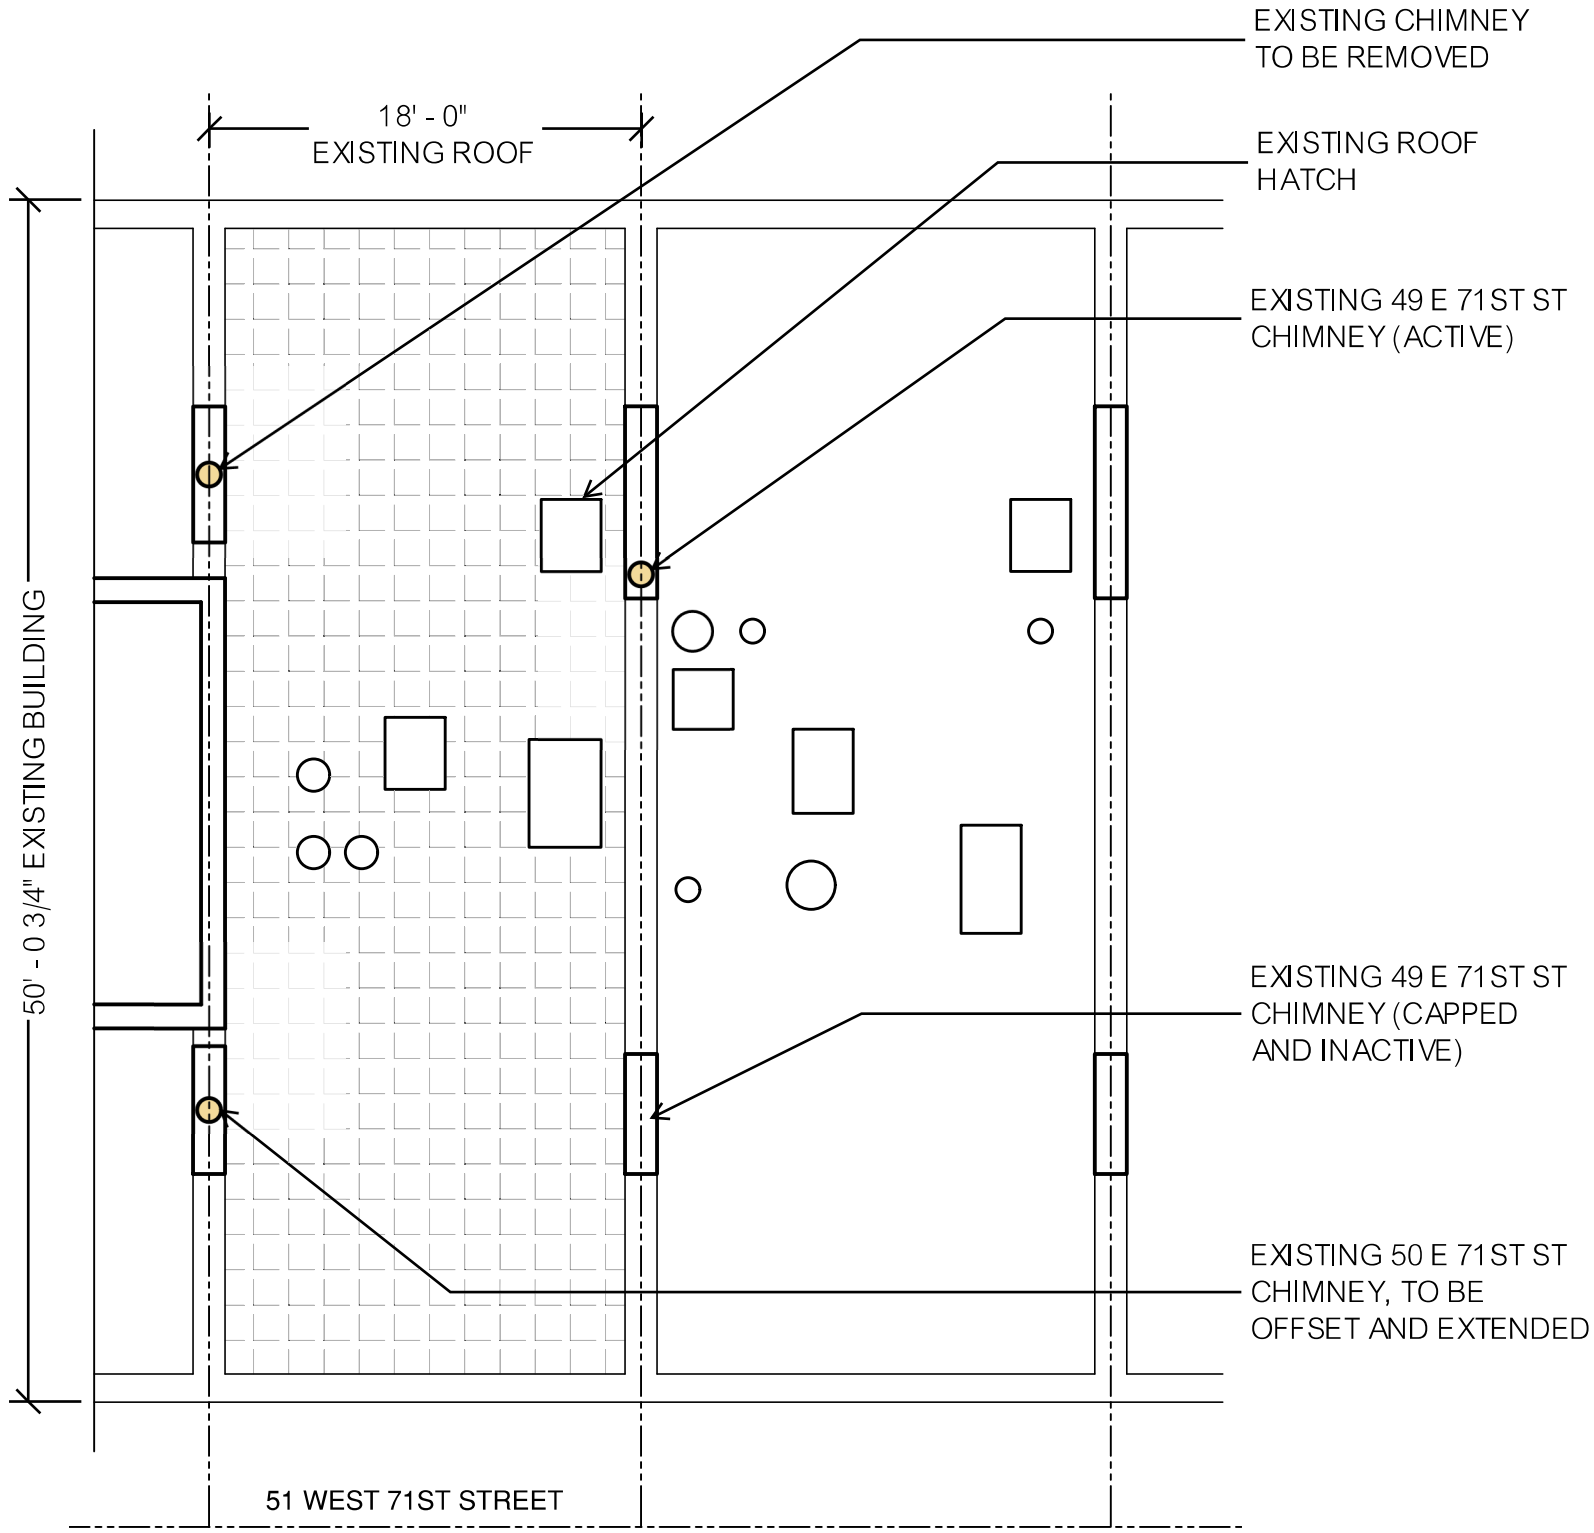 EXISTING CHIMNEY
TO BE REMOVED
18' - 0"
EXISTING ROOF
EXISTING ROOF
HATCH
EXISTING 49 E 71ST ST
CHIMNEY (ACTIVE)
50' - 0 3/4" EXISTING BUILDING
EXISTING 49 E 71ST ST
CHIMNEY (CAPPED
AND INACTIVE)
EXISTING 50 E 71ST ST
CHIMNEY, TO BE
OFFSET AND EXTENDED
51 WEST 71ST STREET